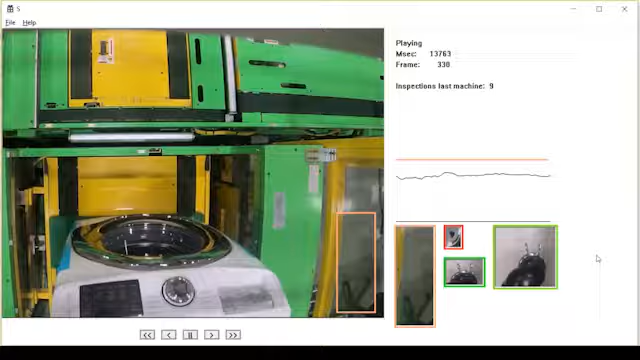 S
File Help
Playing
Msec: 13763
Frame: 330
Inspections last machine: 9
<< < || > >>